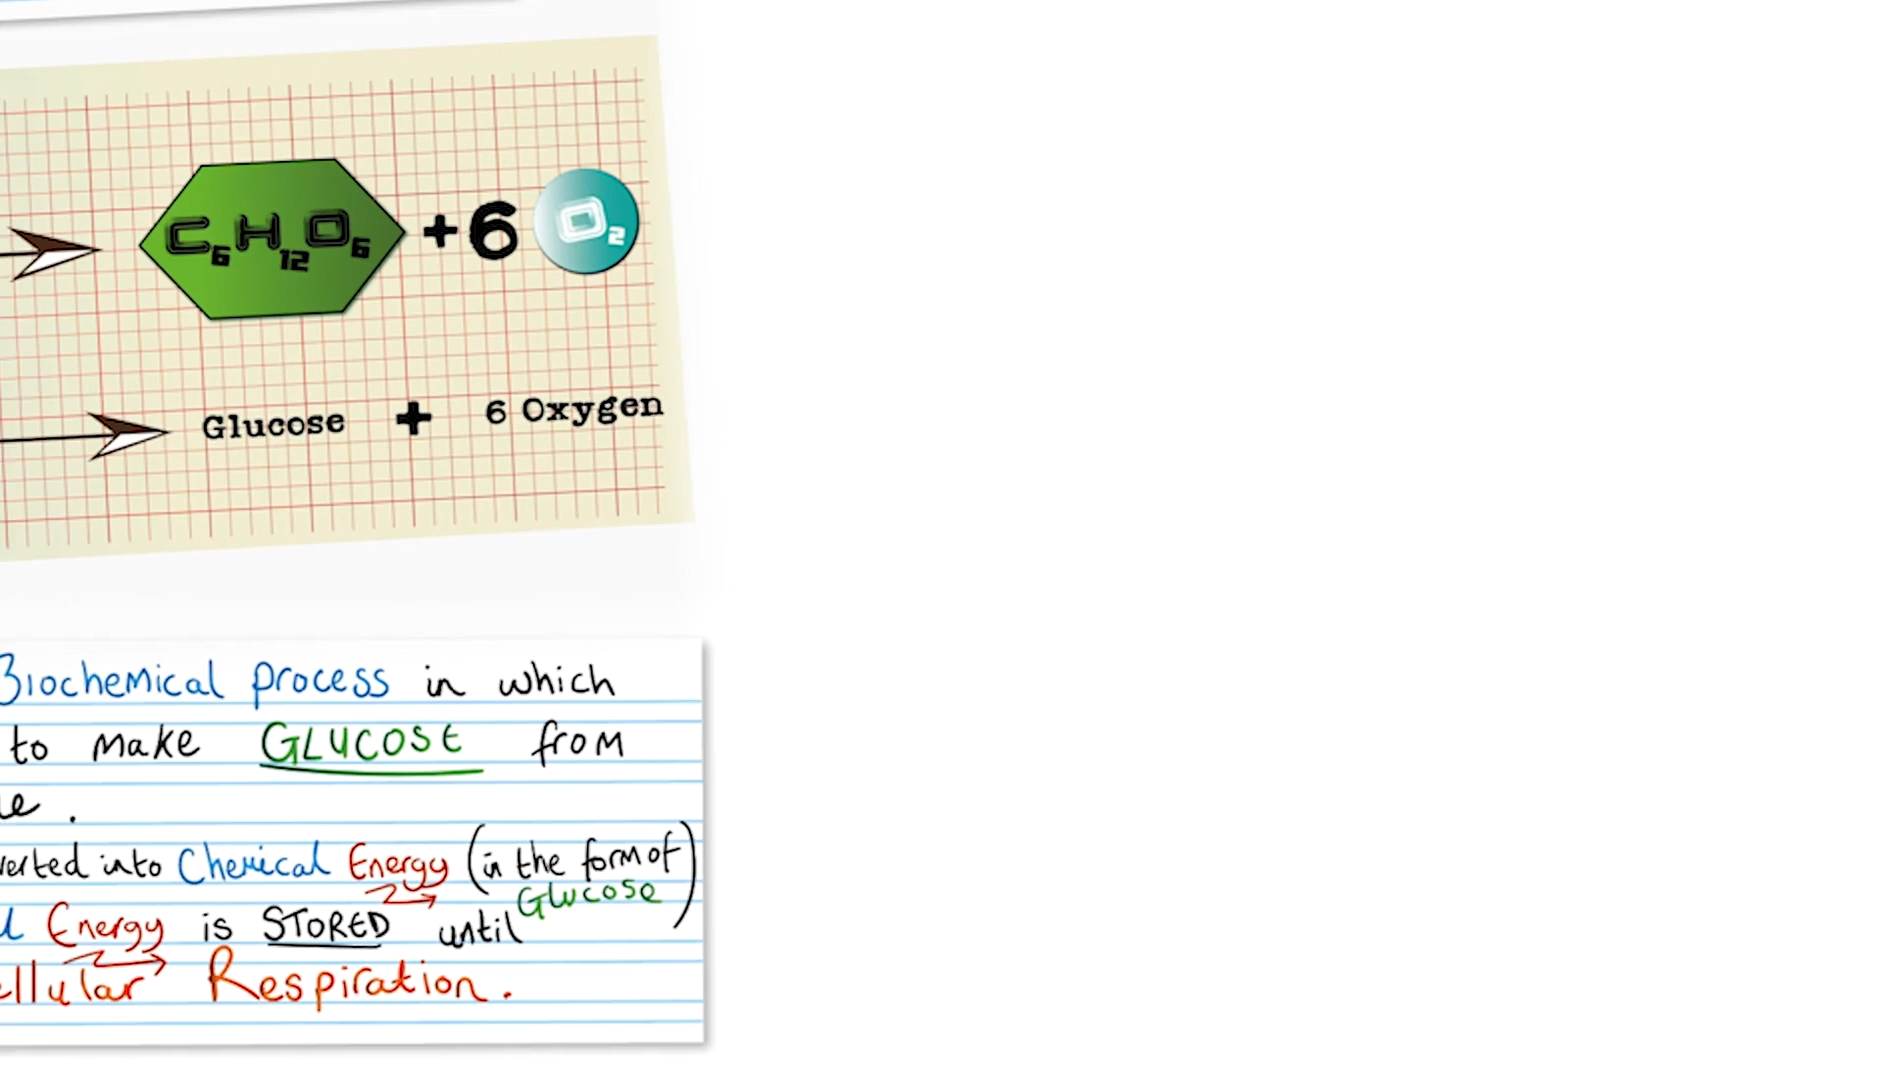 C6H12O6 +6 O2
Glucose + 6 Oxygen
Biochemical process in which
to make GLUCOSE from
.
verted into Chemical Energy (in the form of
Glucose)
Energy is STORED until
ellular Respiration.